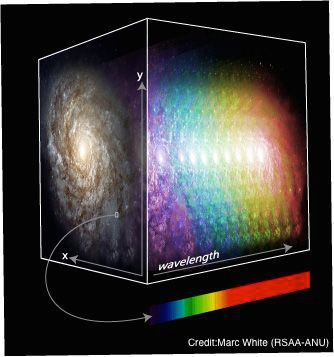 y
x
wavelength
Credit:Marc White (RSAA-ANU)